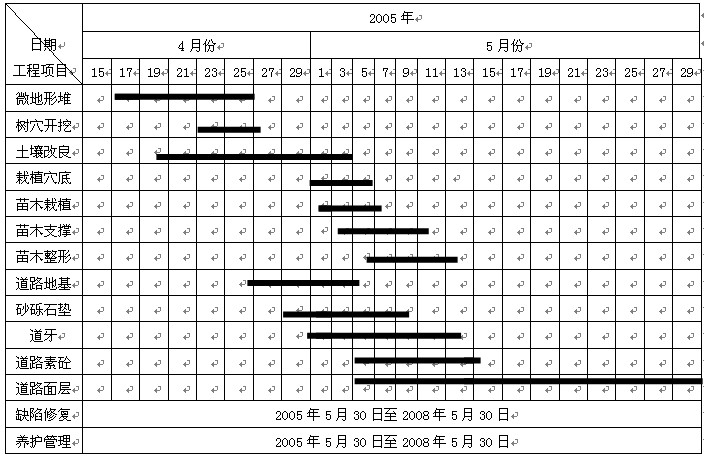 2005 年
日期
4 月份
5 月份
工程项目
15 17 19 21 23 25 27 29 1 3 5 7 9 11 13 15 17 19 21 23 25 27 29
微地形堆
树穴开挖
土壤改良
栽植穴底
苗木栽植
苗木支撑
苗木整形
道路地基
砂砾石垫
道牙
道路素砼
道路面层
缺陷修复 2005 年 5 月 30 日至 2008 年 5 月 30 日
养护管理 2005 年 5 月 30 日至 2008 年 5 月 30 日